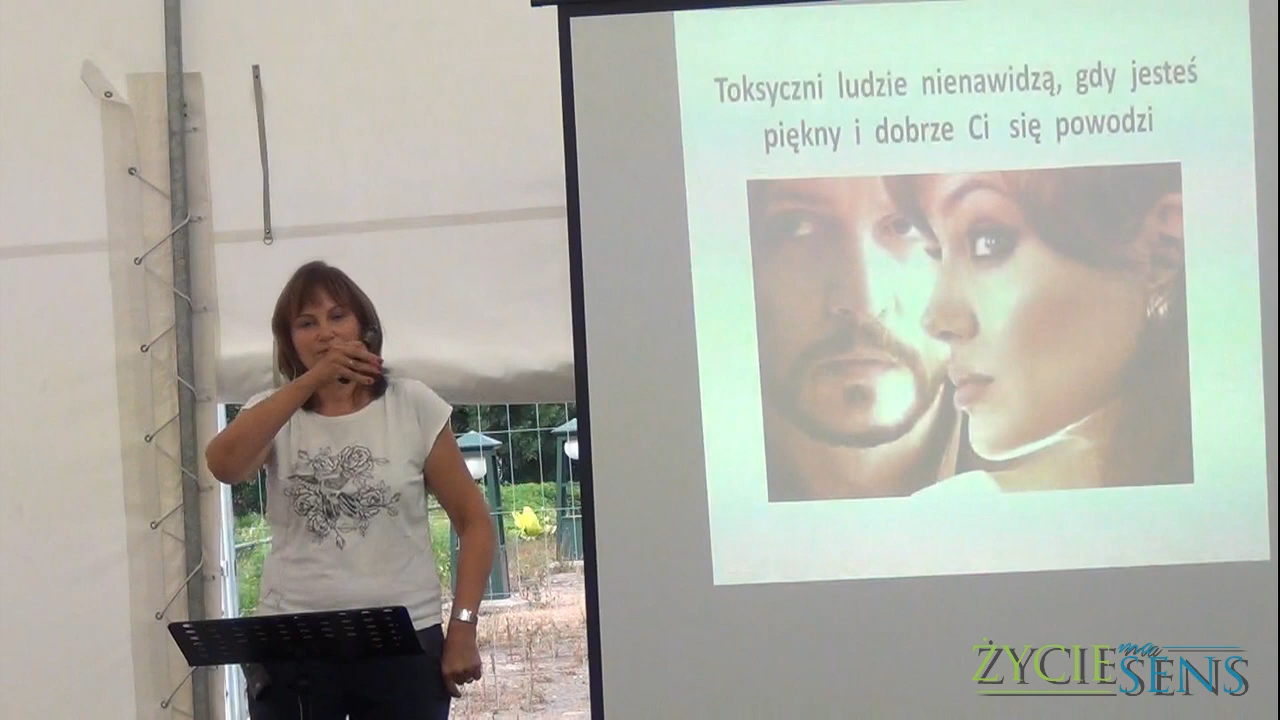 Toksyczni ludzie nienawidzą, gdy jesteś
piękny i dobrze Ci się powodzi
ŻYCIE ma SENS